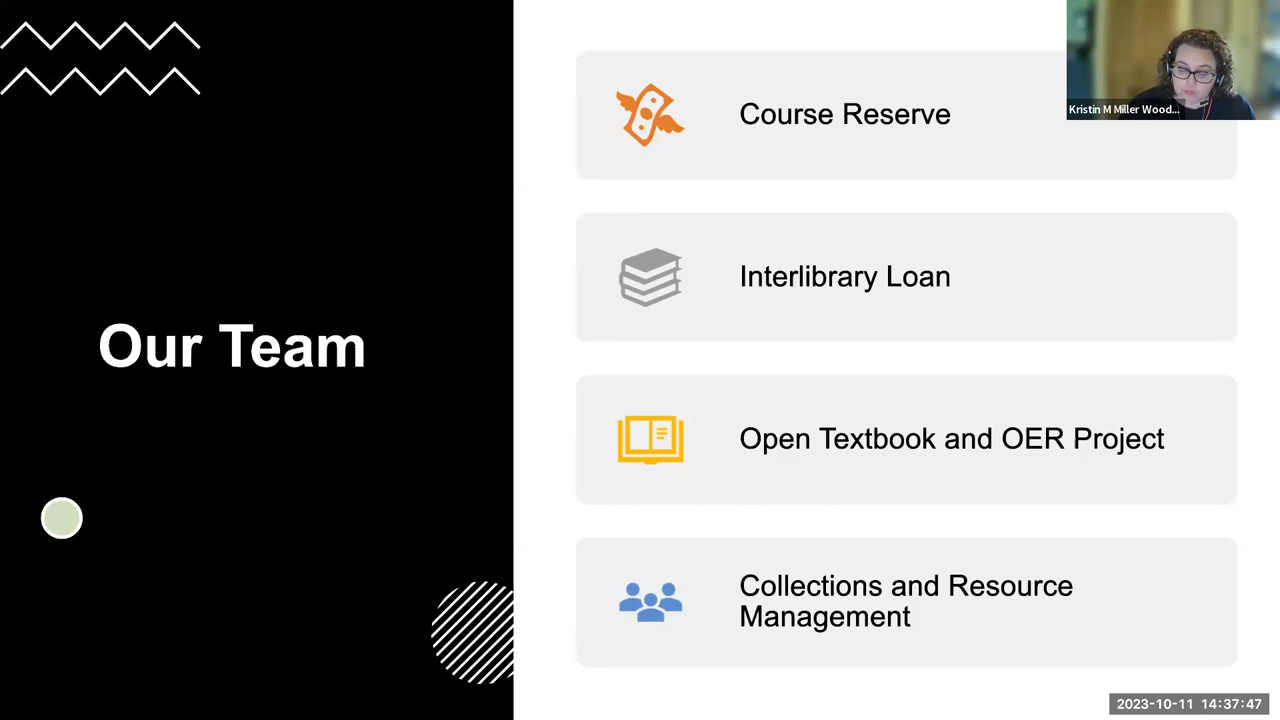 Our Team
Course Reserve
Interlibrary Loan
Open Textbook and OER Project
Collections and Resource
Management
Kristin M Miller Wood...
2023-10-11 14:37:47